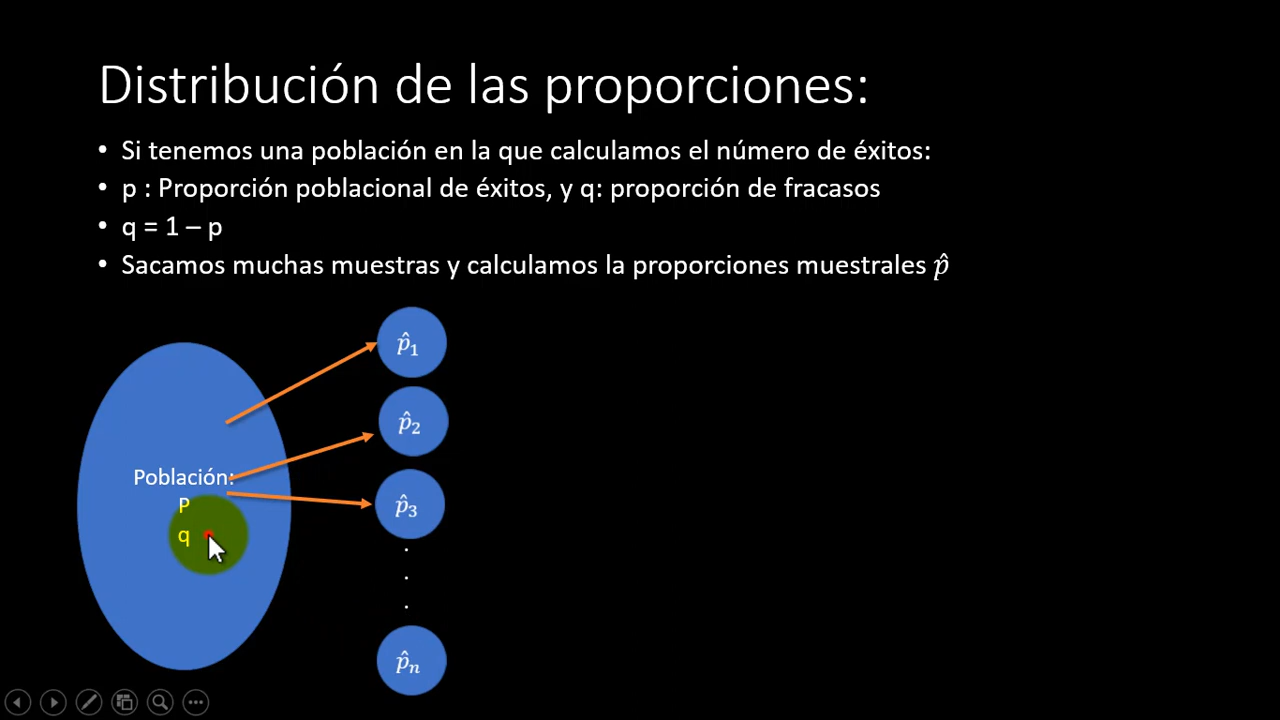 Distribución de las proporciones:
• Si tenemos una población en la que calculamos el número de éxitos:
• p : Proporción poblacional de éxitos, y q: proporción de fracasos
• q = 1 – p
• Sacamos muchas muestras y calculamos la proporciones muestrales p̂
p̂₁
p̂₂
Población:
P
p̂₃
q
.
.
.
p̂ₙ